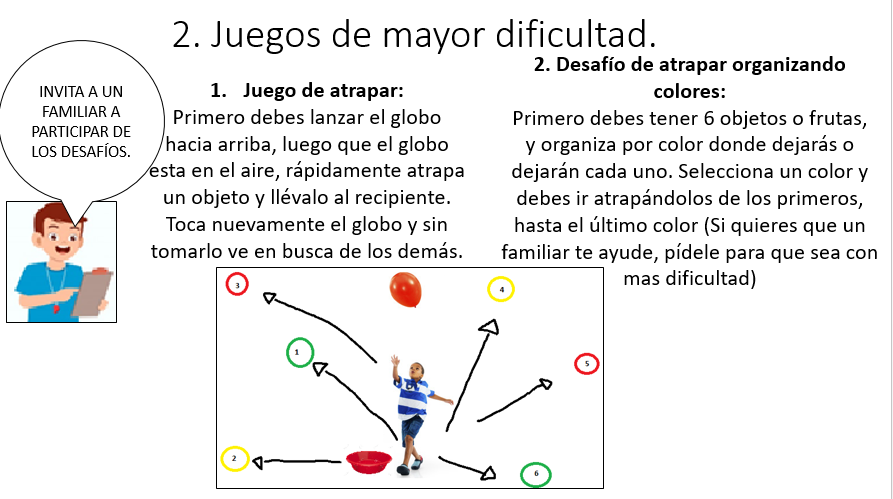 2. Juegos de mayor dificultad.
INVITA A UN
FAMILIAR A
PARTICIPAR DE
LOS DESAFÍOS.
1. Juego de atrapar:
Primero debes lanzar el globo
hacia arriba, luego que el globo
esta en el aire, rápidamente atrapa
un objeto y llévalo al recipiente.
Toca nuevamente el globo y sin
tomarlo ve en busca de los demás.
2. Desafío de atrapar organizando
colores:
Primero debes tener 6 objetos o frutas,
y organiza por color donde dejarás o
dejarán cada uno. Selecciona un color y
debes ir atrapándolos de los primeros,
hasta el último color (Si quieres que un
familiar te ayude, pídele para que sea con
mas dificultad)
3
4
1
5
2
6